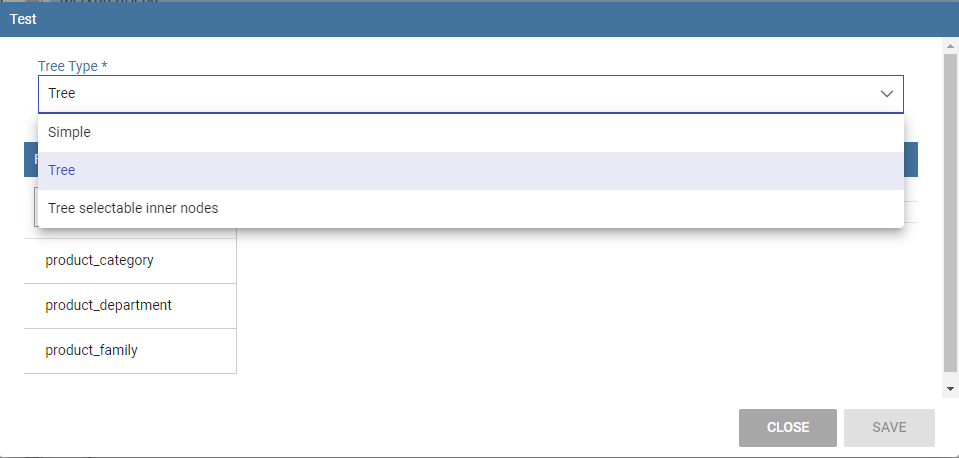 Test
Tree Type *
Tree
Simple
Tree
Tree selectable inner nodes
product_category
product_department
product_family
CLOSE
SAVE